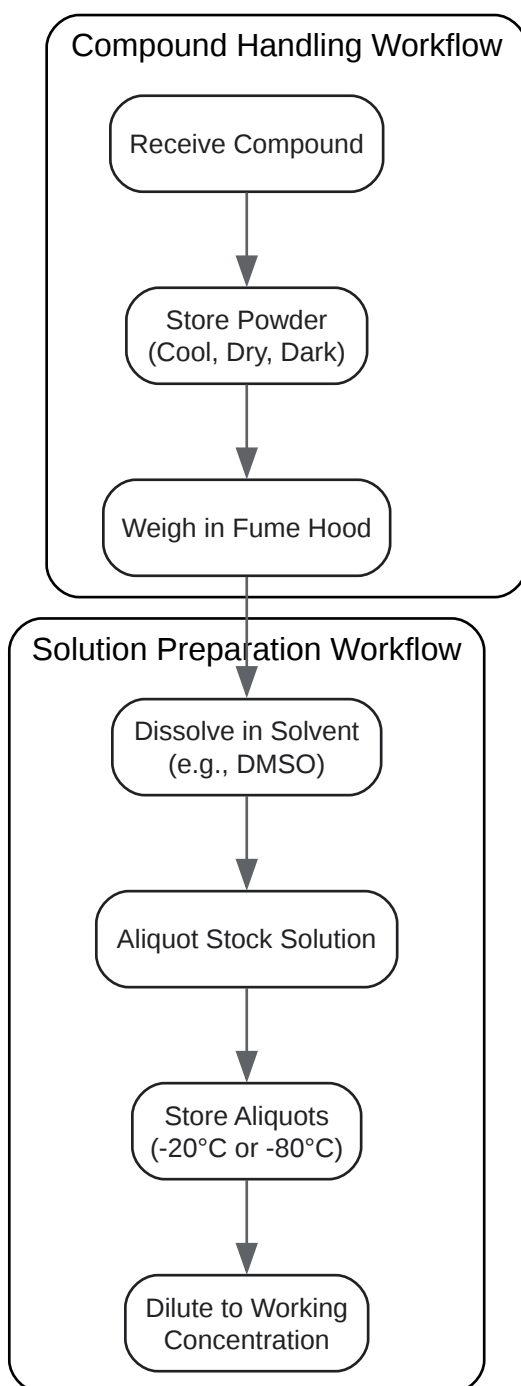 Compound Handling Workflow
Receive Compound
Store Powder
(Cool, Dry, Dark)
Weigh in Fume Hood
Solution Preparation Workflow
Dissolve in Solvent
(e.g., DMSO)
Aliquot Stock Solution
Store Aliquots
(-20°C or -80°C)
Dilute to Working
Concentration